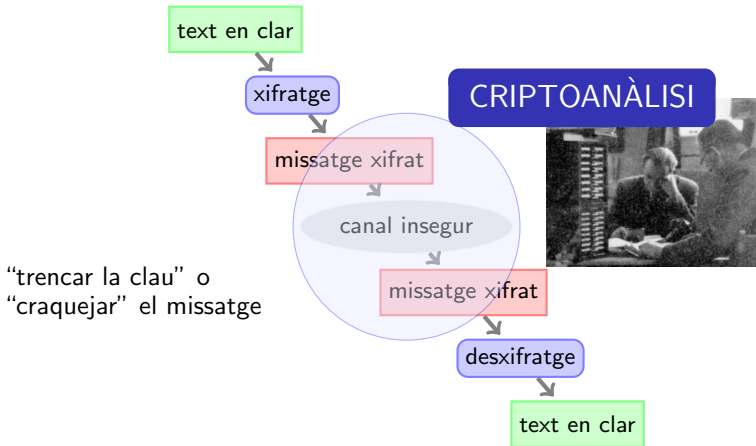 text en clar
xifratge
CRIPTOANÀLISI
missatge xifrat
canal insegur
“trencar la clau” o
“craquejar” el missatge
missatge xifrat
desxifratge
text en clar